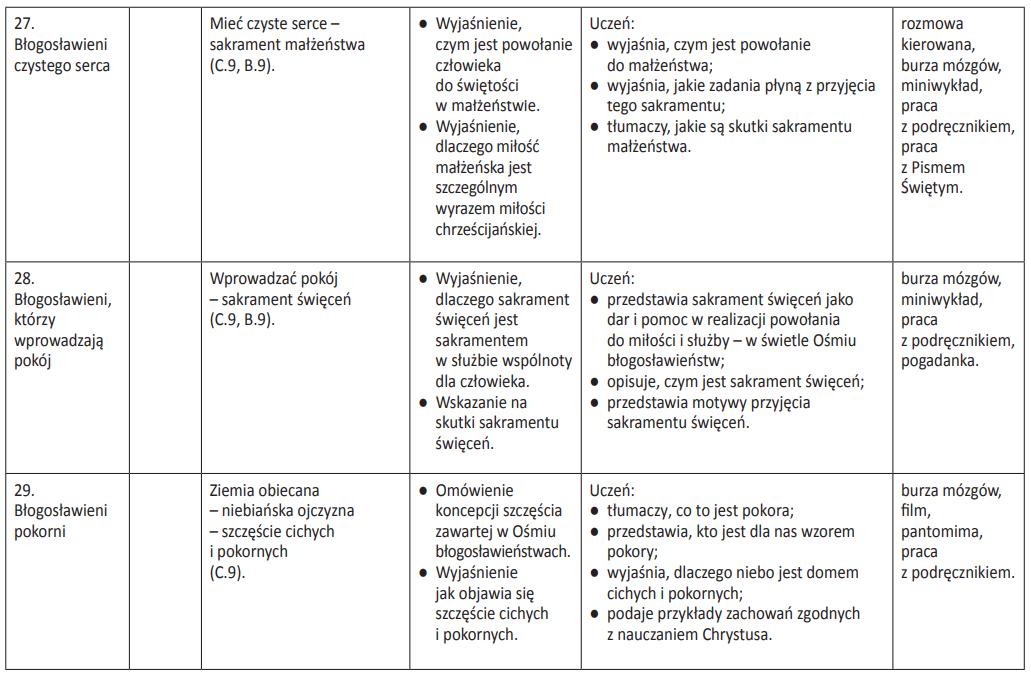 27.
Błogosławieni
czystego serca
Mieć czyste serce –
sakrament małżeństwa
(C.9, B.9).
● Wyjaśnienie,
czym jest powołanie
człowieka
do świętości
w małżeństwie.
● Wyjaśnienie,
dlaczego miłość
małżeńska jest
szczególnym
wyrazem miłości
chrześcijańskiej.
Uczeń:
● wyjaśnia, czym jest powołanie
do małżeństwa;
● wyjaśnia, jakie zadania płyną z przyjęcia
tego sakramentu;
● tłumaczy, jakie są skutki sakramentu
małżeństwa.
rozmowa
kierowana,
burza mózgów,
miniwykład,
praca
z podręcznikiem,
praca
z Pismem
Świętym.
28.
Błogosławieni,
którzy
wprowadzają
pokój
Wprowadzać pokój
– sakrament święceń
(C.9, B.9).
● Wyjaśnienie,
dlaczego sakrament
święceń jest
sakramentem
w służbie wspólnoty
dla człowieka.
● Wskazanie na
skutki sakramentu
święceń.
Uczeń:
● przedstawia sakrament święceń jako
dar i pomoc w realizacji powołania
do miłości i służby – w świetle Ośmiu
błogosławieństw;
● opisuje, czym jest sakrament święceń;
● przedstawia motywy przyjęcia
sakramentu święceń.
burza mózgów,
miniwykład,
praca
z podręcznikiem,
pogadanka.
29.
Błogosławieni
pokorni
Ziemia obiecana
– niebiańska ojczyzna
– szczęście cichych
i pokornych
(C.9).
● Omówienie
koncepcji szczęścia
zawartej w Ośmiu
błogosławieństwach.
● Wyjaśnienie
jak objawia się
szczęście cichych
i pokornych.
Uczeń:
● tłumaczy, co to jest pokora;
● przedstawia, kto jest dla nas wzorem
pokory;
● wyjaśnia, dlaczego niebo jest domem
cichych i pokornych;
● podaje przykłady zachowań zgodnych
z nauczaniem Chrystusa.
burza mózgów,
film,
pantomima,
praca
z podręcznikiem.